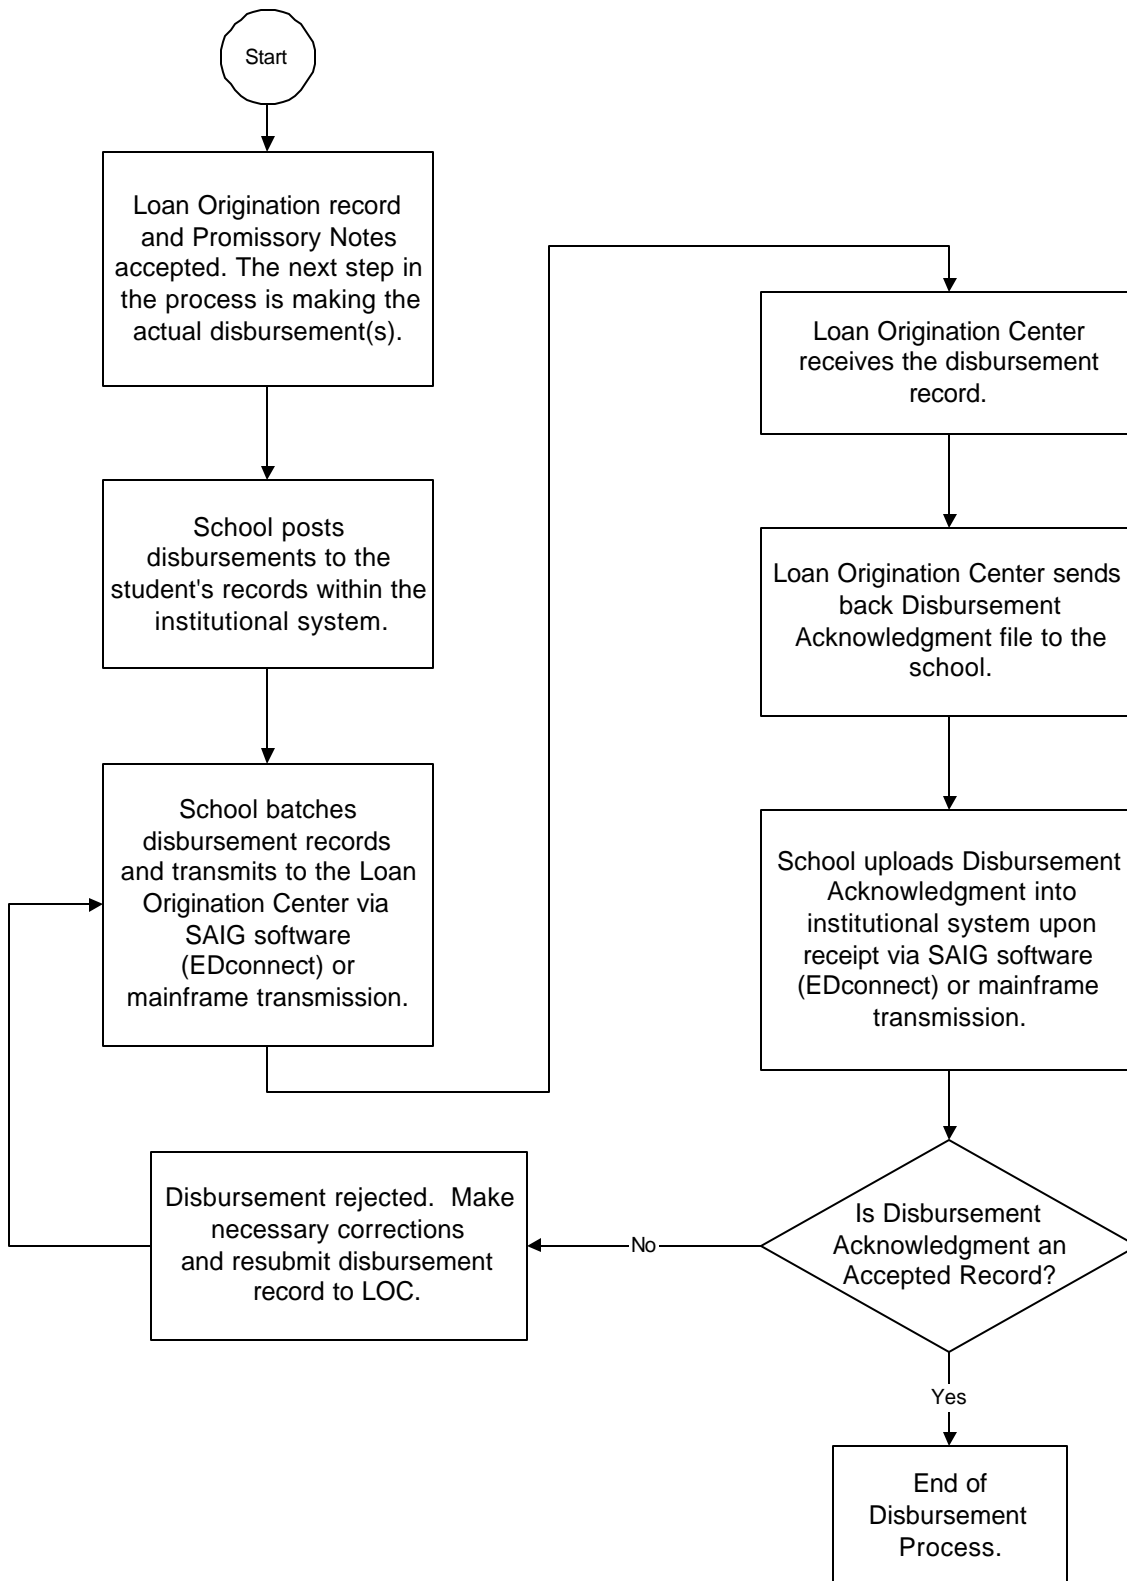 Start
Loan Origination record
and Promissory Notes
accepted. The next step in
the process is making the
actual disbursement(s).
School posts
disbursements to the
student's records within the
institutional system.
School batches
disbursement records
and transmits to the Loan
Origination Center via
SAIG software
(EDconnect) or
mainframe transmission.
Loan Origination Center
receives the disbursement
record.
Loan Origination Center sends
back Disbursement
Acknowledgment file to the
school.
School uploads Disbursement
Acknowledgment into
institutional system upon
receipt via SAIG software
(EDconnect) or mainframe
transmission.
Is Disbursement
Acknowledgment an
Accepted Record?
No
Disbursement rejected.  Make
necessary corrections
and resubmit disbursement
record to LOC.
Yes
End of
Disbursement
Process.